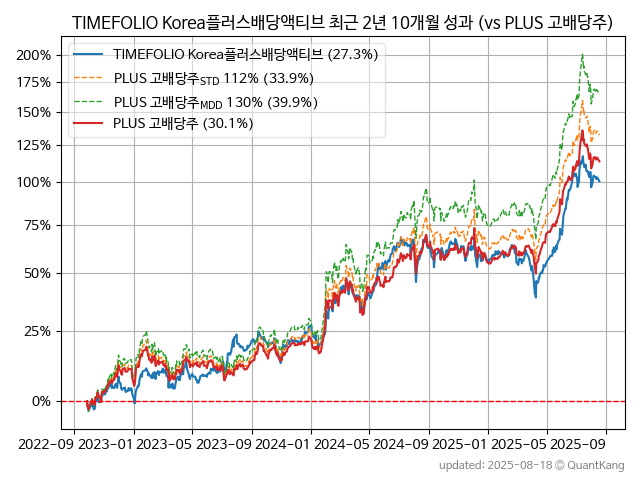 TIMEFOLIO Korea플러스배당액티브 최근 2년 10개월 성과 (vs PLUS 고배당주)
TIMEFOLIO Korea플러스배당액티브 (27.3%)
PLUS 고배당주STD 112% (33.9%)
PLUS 고배당주MDD 130% (39.9%)
PLUS 고배당주 (30.1%)
200%
175%
150%
125%
100%
75%
50%
25%
0%
2022-09 2023-01 2023-05 2023-09 2024-01 2024-05 2024-09 2025-01 2025-05 2025-09
updated: 2025-08-18 © QuantKang